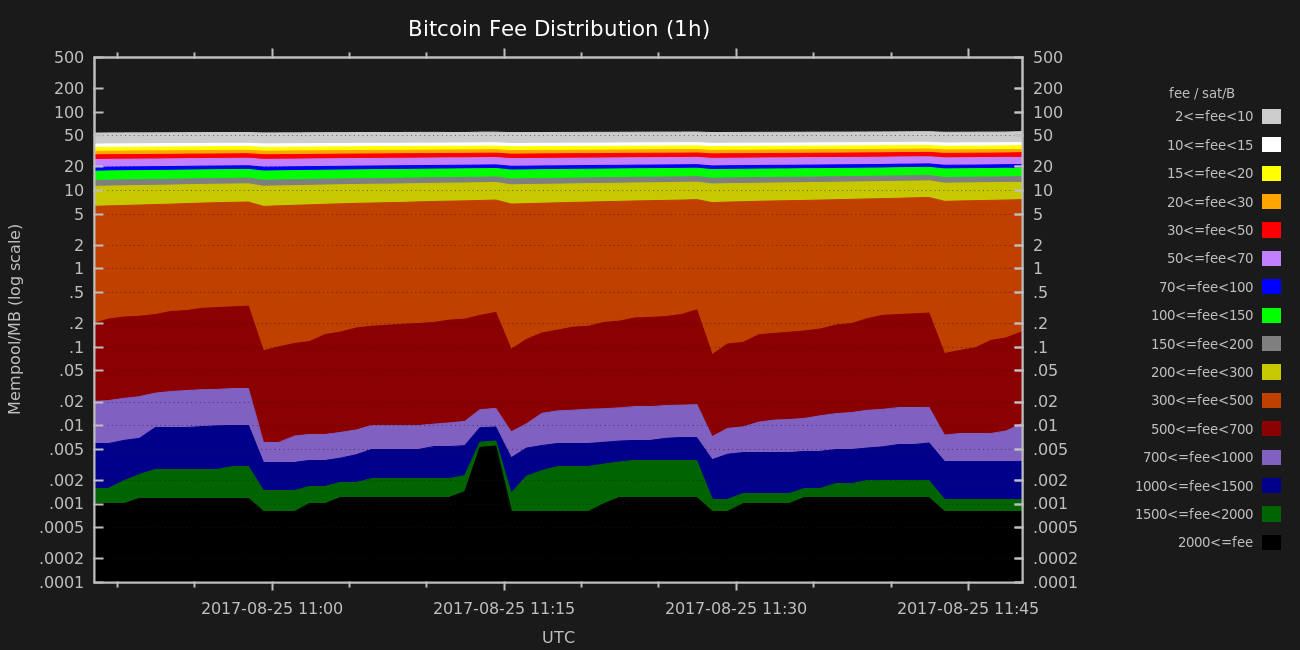 Bitcoin Fee Distribution (1h)
Mempool/MB (log scale)
500
200
100
50
20
10
5
2
1
.5
.2
.1
.05
.02
.01
.005
.002
.001
.0005
.0002
.0001
500
200
100
50
20
10
5
2
1
.5
.2
.1
.05
.02
.01
.005
.002
.001
.0005
.0002
.0001
fee / sat/B
2<=fee<10
10<=fee<15
15<=fee<20
20<=fee<30
30<=fee<50
50<=fee<70
70<=fee<100
100<=fee<150
150<=fee<200
200<=fee<300
300<=fee<500
500<=fee<700
700<=fee<1000
1000<=fee<1500
1500<=fee<2000
2000<=fee
2017-08-25 11:00
2017-08-25 11:15
2017-08-25 11:30
2017-08-25 11:45
UTC